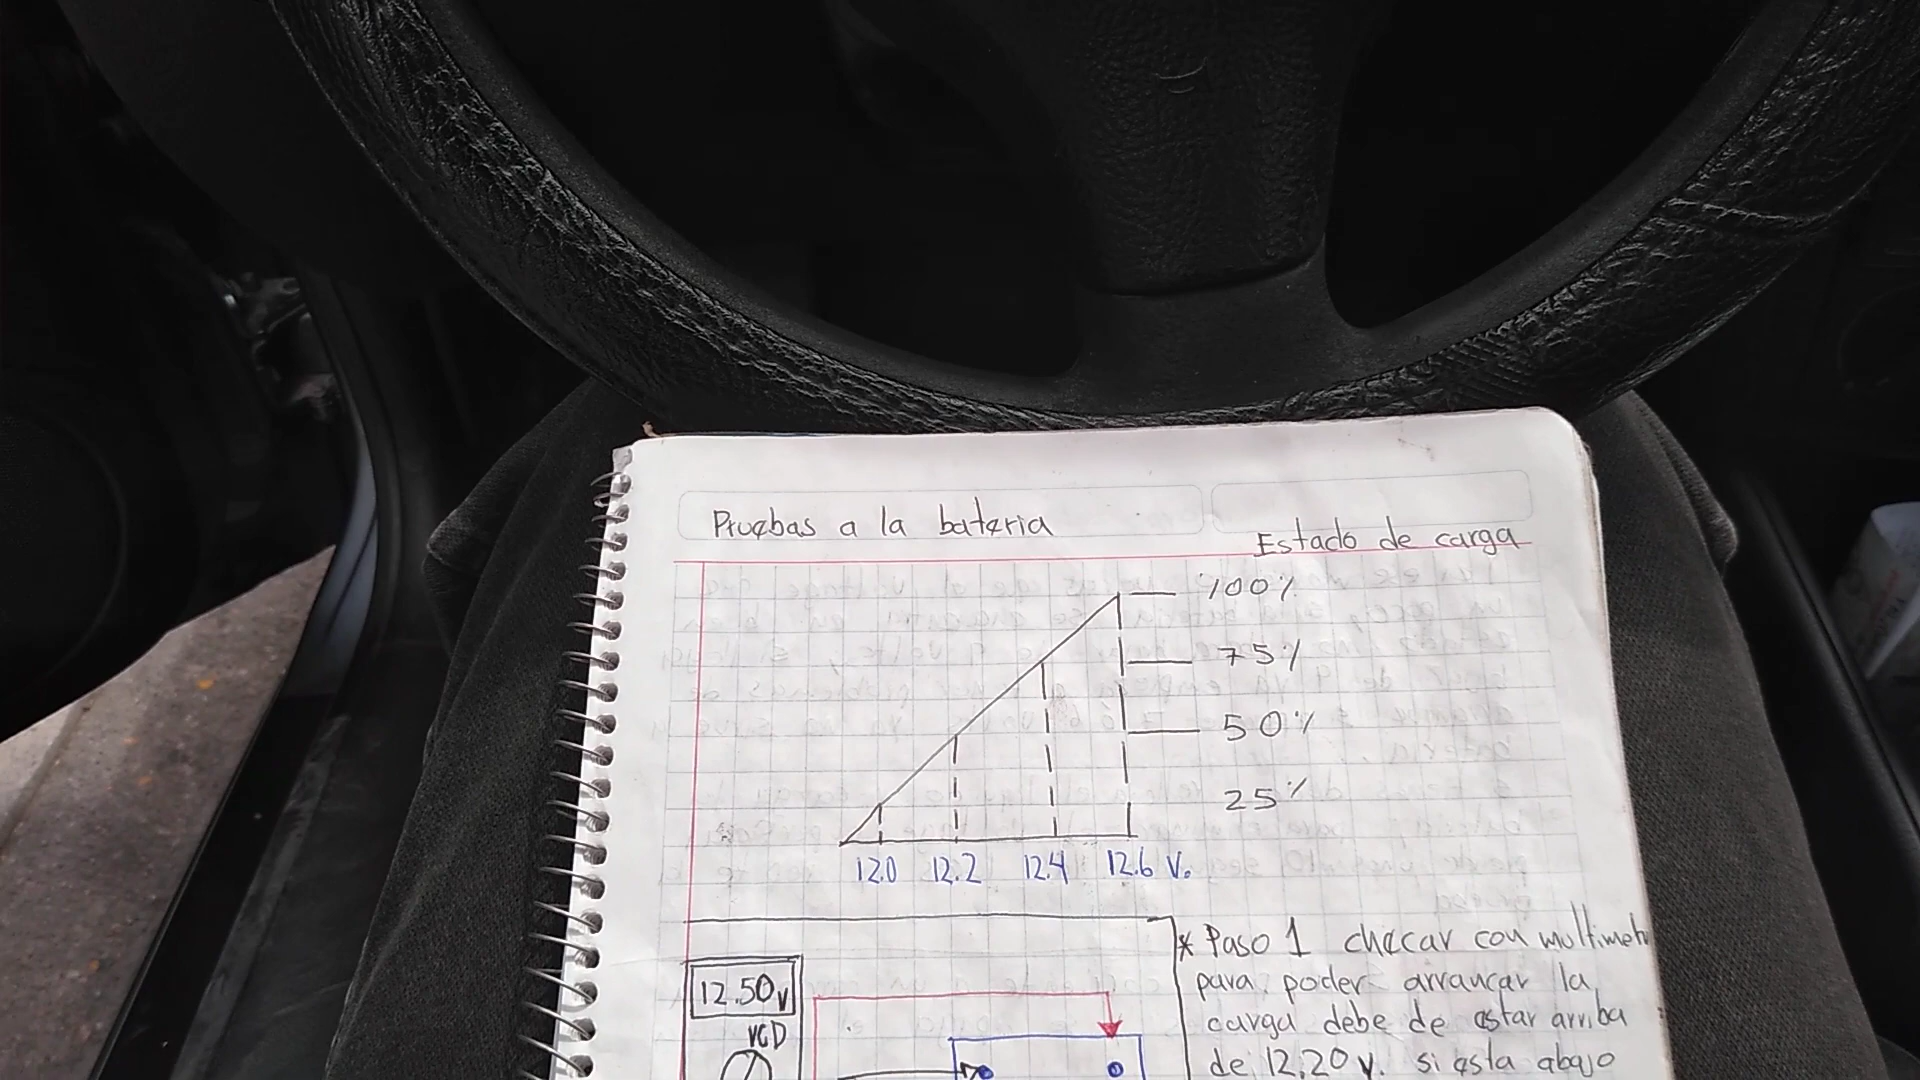 Pruebas a la bateria
Estado de carga
100%
75%
50%
25%
12.0 12.2 12.4 12.6 V.
* Paso 1 checar con multimetr
para poder arrancar la
carga debe de estar arriba
de 12.20 v. si esta abajo
12.50v
VCD